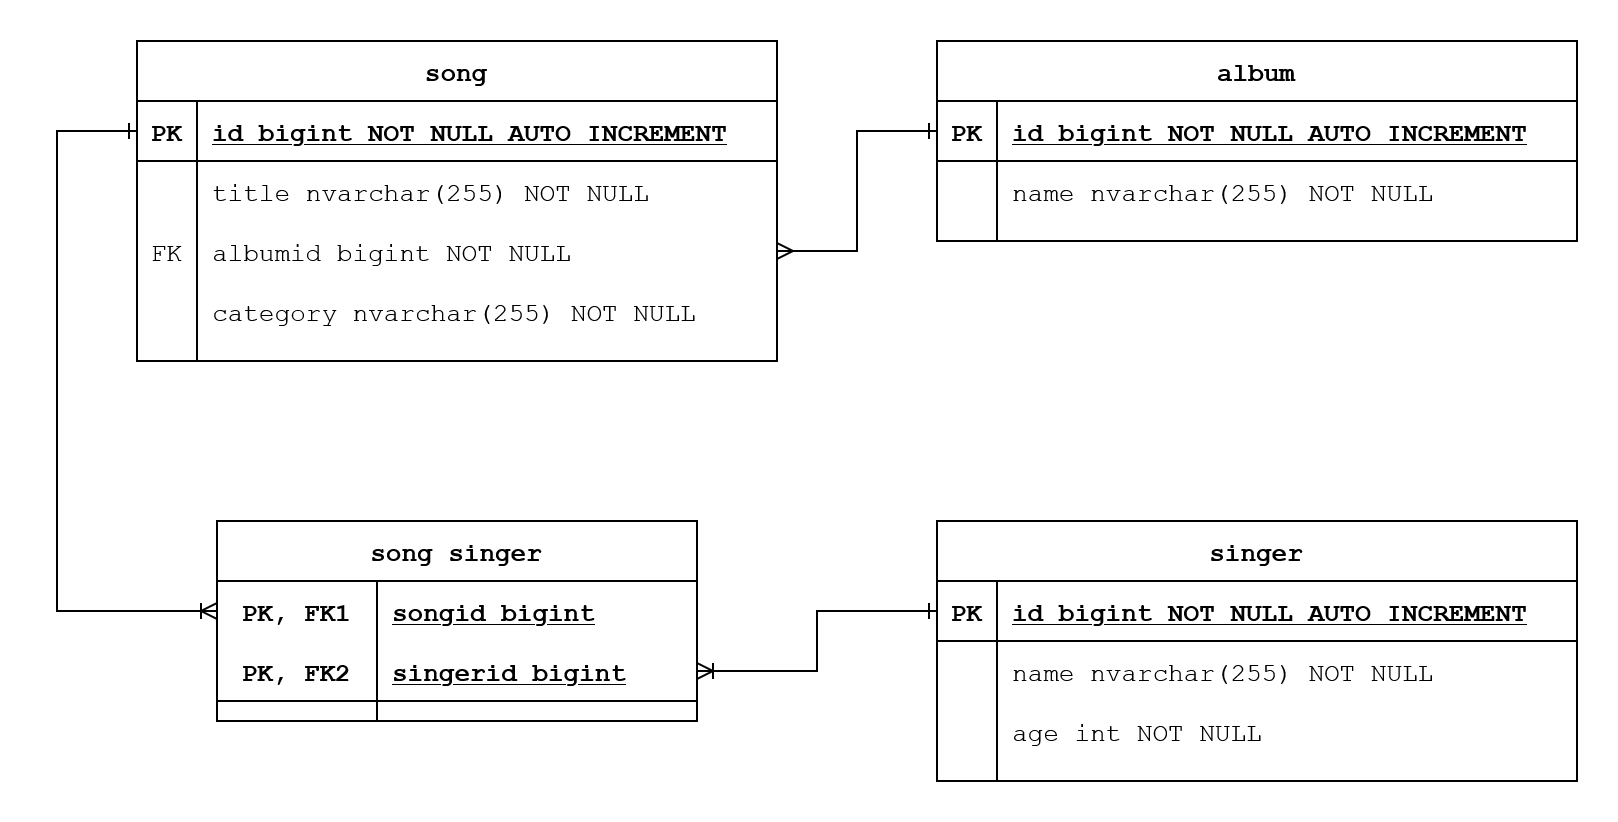 song
PK id bigint NOT NULL AUTO INCREMENT
title nvarchar(255) NOT NULL
FK albumid bigint NOT NULL
category nvarchar(255) NOT NULL
album
PK id bigint NOT NULL AUTO INCREMENT
name nvarchar(255) NOT NULL
song singer
PK, FK1 songid bigint
PK, FK2 singerid bigint
singer
PK id bigint NOT NULL AUTO INCREMENT
name nvarchar(255) NOT NULL
age int NOT NULL